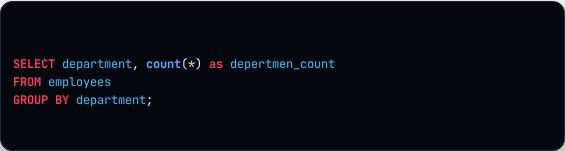 SELECT department, count(*) as depertmen_count
FROM employees
GROUP BY department;